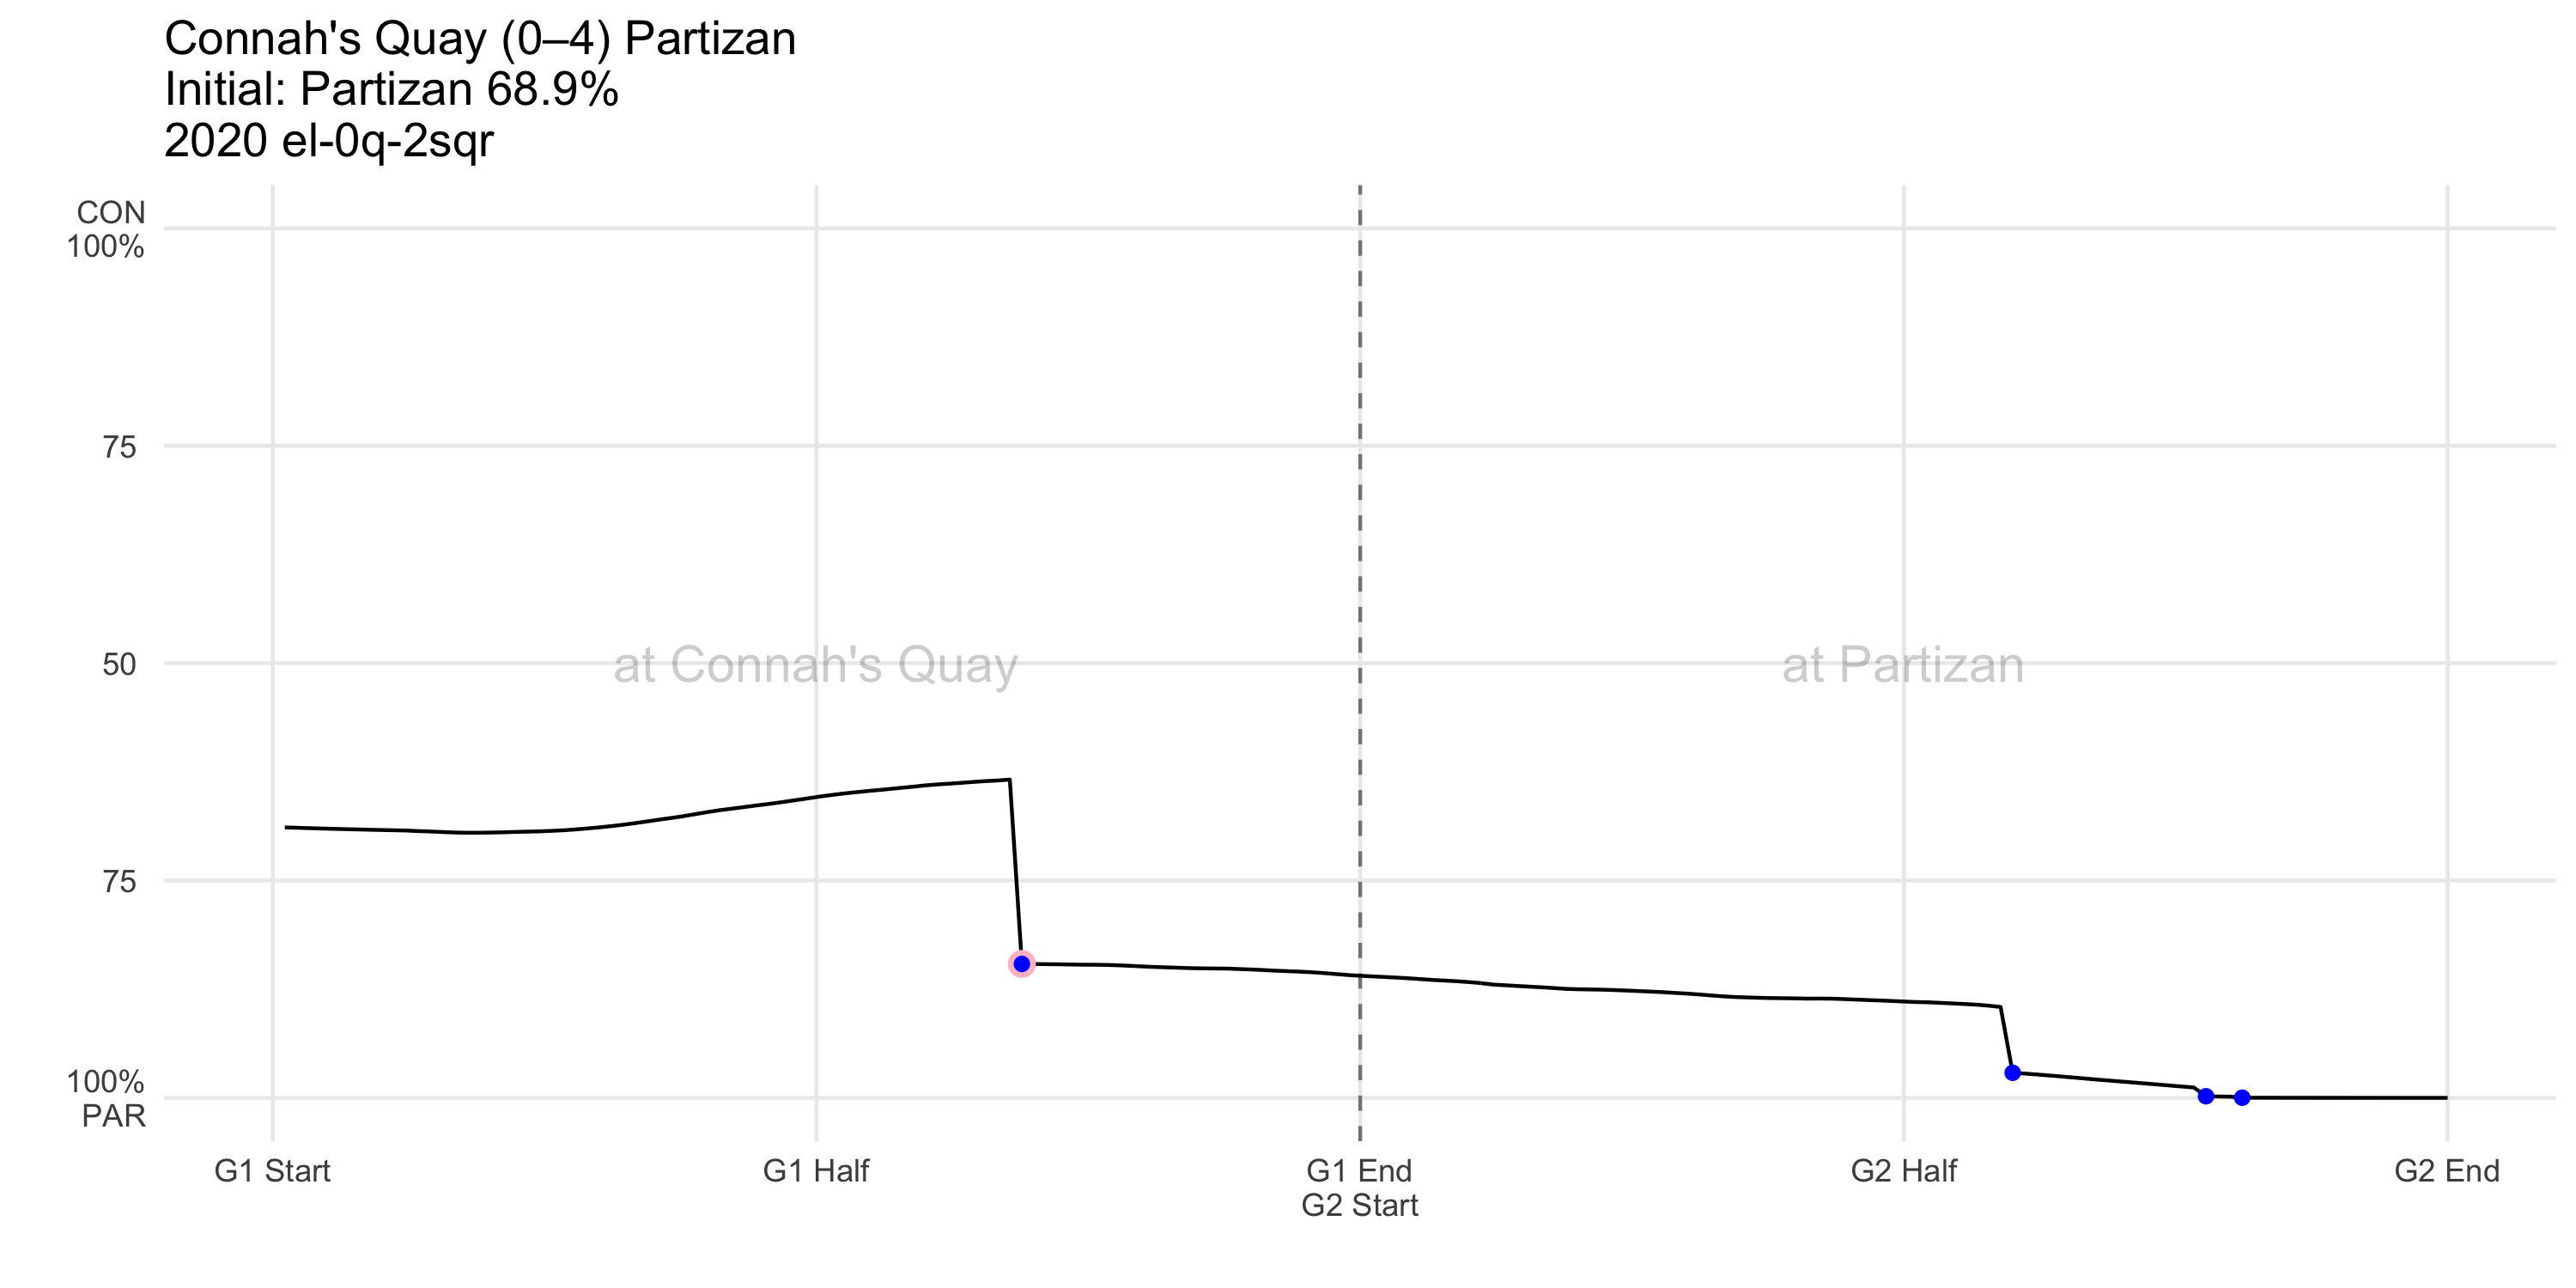 Connah's Quay (0–4) Partizan
Initial: Partizan 68.9%
2020 el-0q-2sqr
CON
100%
75
50
75
100%
PAR
at Connah's Quay
at Partizan
G1 Start
G1 Half
G1 End
G2 Start
G2 Half
G2 End